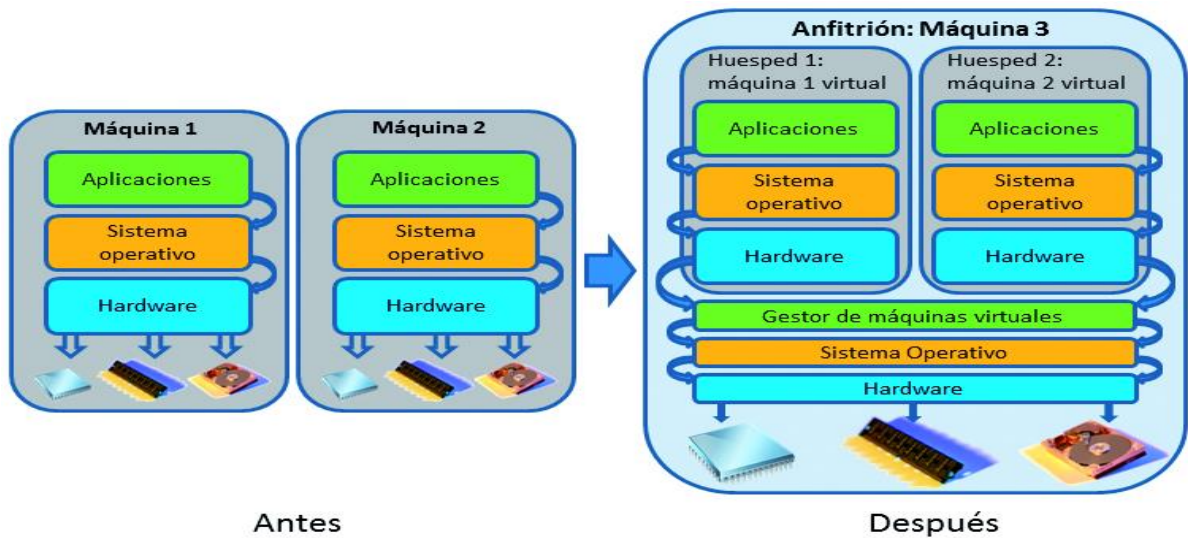 Máquina 1
Aplicaciones
Sistema
operativo
Hardware
Máquina 2
Aplicaciones
Sistema
operativo
Hardware
Antes
Anfitrión: Máquina 3
Huesped 1:
máquina 1 virtual
Aplicaciones
Sistema
operativo
Hardware
Huesped 2:
máquina 2 virtual
Aplicaciones
Sistema
operativo
Hardware
Gestor de máquinas virtuales
Sistema Operativo
Hardware
Después